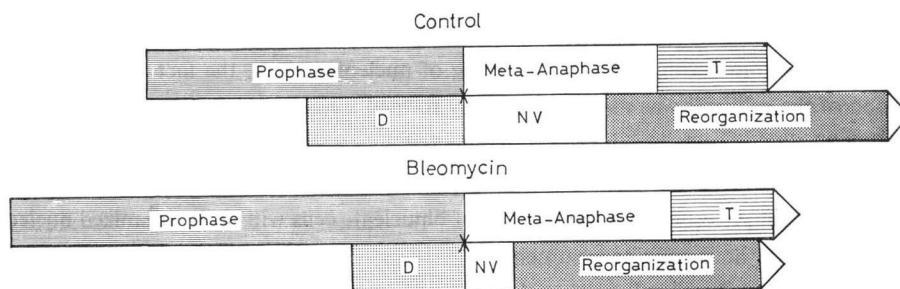 Control
Prophase Meta-Anaphase T
D NV Reorganization
Bleomycin
Prophase Meta-Anaphase T
D NV Reorganization